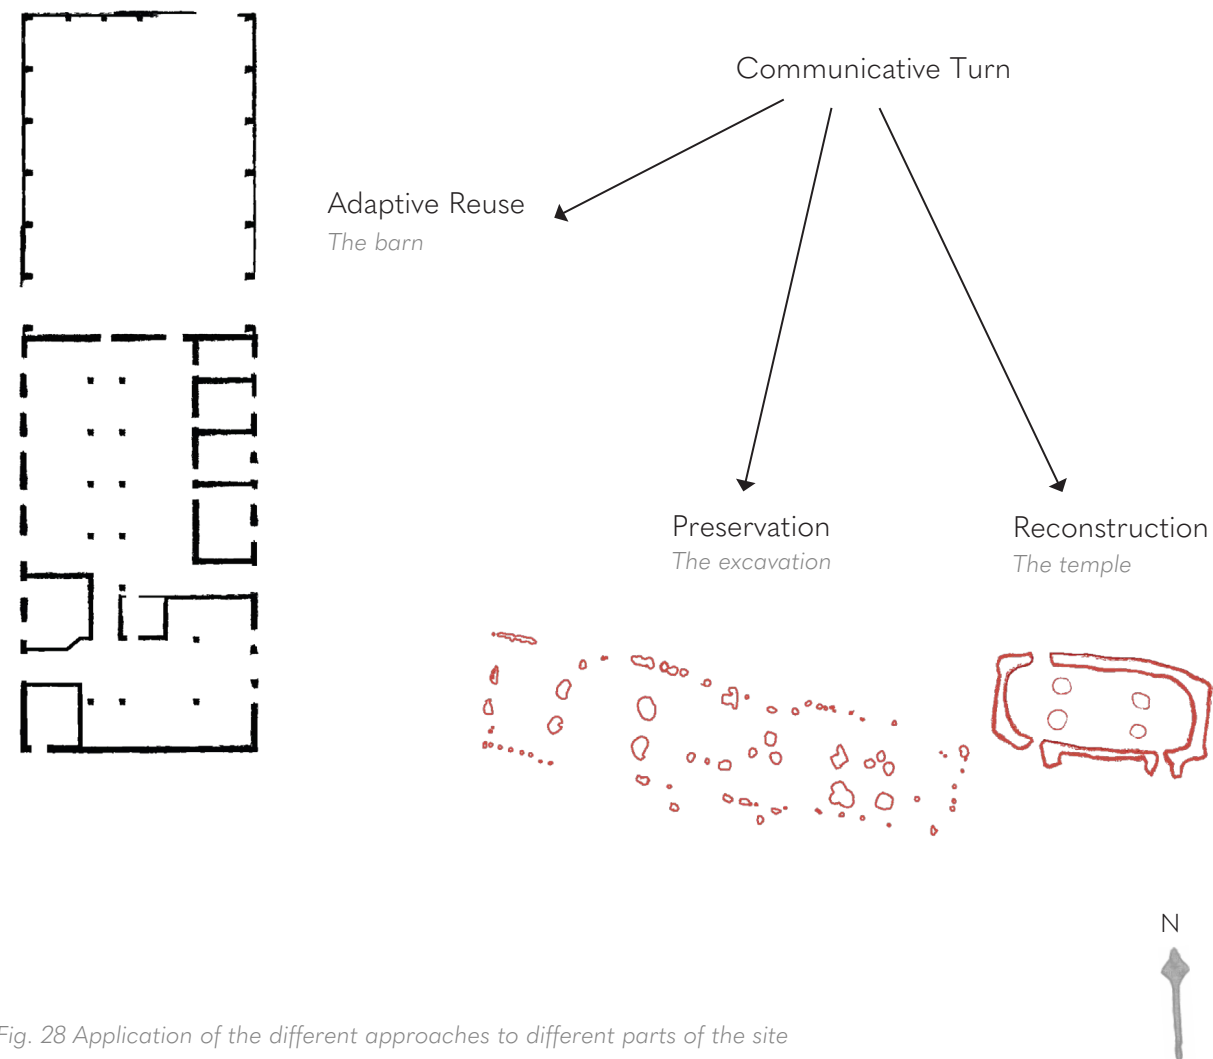 Communicative Turn
Adaptive Reuse
The barn
Preservation
The excavation
Reconstruction
The temple
N
Fig. 28 Application of the different approaches to different parts of the site